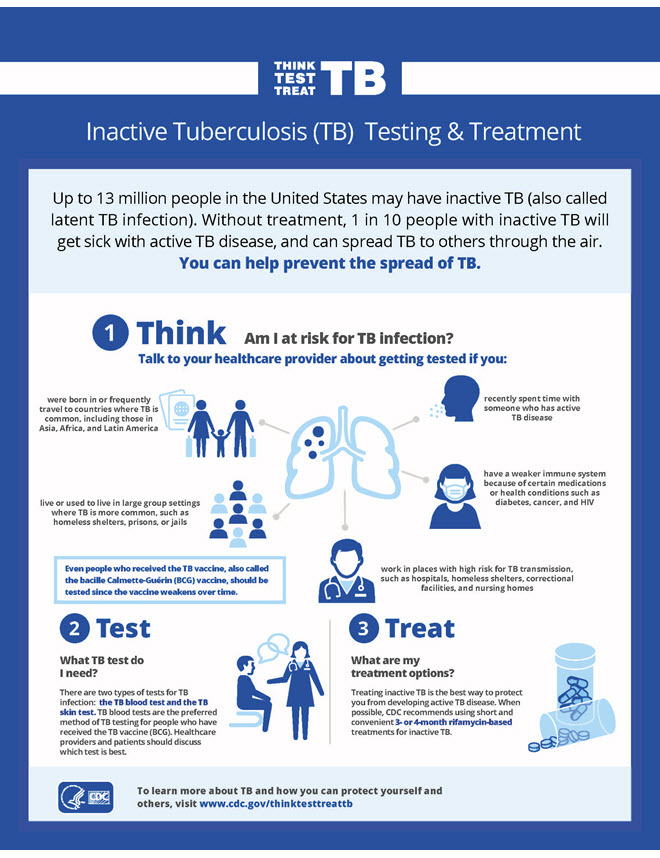 THINK
TEST
TREAT
TB
Inactive Tuberculosis (TB) Testing & Treatment
Up to 13 million people in the United States may have inactive TB (also called
latent TB infection). Without treatment, 1 in 10 people with inactive TB will
get sick with active TB disease, and can spread TB to others through the air.
You can help prevent the spread of TB.
1 Think Am I at risk for TB infection?
Talk to your healthcare provider about getting tested if you:
were born in or frequently
travel to countries where TB is
common, including those in
Asia, Africa, and Latin America
recently spent time with
someone who has active
TB disease
live or used to live in large group settings
where TB is more common, such as
homeless shelters, prisons, or jails
have a weaker immune system
because of certain medications
or health conditions such as
diabetes, cancer, and HIV
Even people who received the TB vaccine, also called
the bacille Calmette-Guérin (BCG) vaccine, should be
tested since the vaccine weakens over time.
work in places with high risk for TB transmission,
such as hospitals, homeless shelters, correctional
facilities, and nursing homes
2 Test
What TB test do
I need?
There are two types of tests for TB
infection: the TB blood test and the TB
skin test. TB blood tests are the preferred
method of TB testing for people who have
received the TB vaccine (BCG). Healthcare
providers and patients should discuss
which test is best.
3 Treat
What are my
treatment options?
Treating inactive TB is the best way to protect
you from developing active TB disease. When
possible, CDC recommends using short and
convenient 3- or 4-month rifamycin-based
treatments for inactive TB.
CDC
To learn more about TB and how you can protect yourself and
others, visit www.cdc.gov/thinktesttreattb